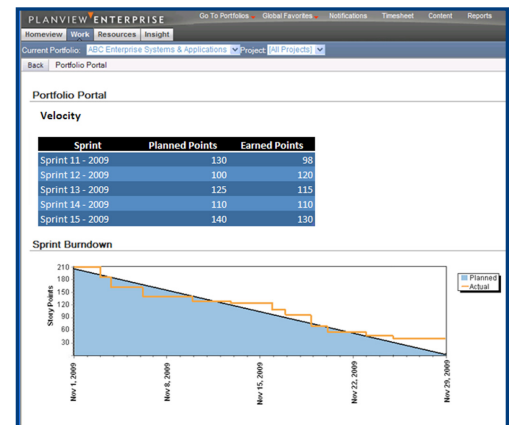 PLANVIEW ENTERPRISE
Go To Portfolios Global Favorites Notifications Timesheet Content Reports
Homeview Work Resources Insight
Current Portfolio: ABC Enterprise Systems & Applications Project: [All Projects]
Back Portfolio Portal
Portfolio Portal
Velocity
Sprint Planned Points Earned Points
Sprint 11 - 2009 130 98
Sprint 12 - 2009 100 120
Sprint 13 - 2009 125 115
Sprint 14 - 2009 110 110
Sprint 15 - 2009 140 130
Sprint Burndown
Story Points
210
180
150
120
90
60
30
Planned
Actual
Nov 1, 2009
Nov 8, 2009
Nov 15, 2009
Nov 22, 2009
Nov 29, 2009